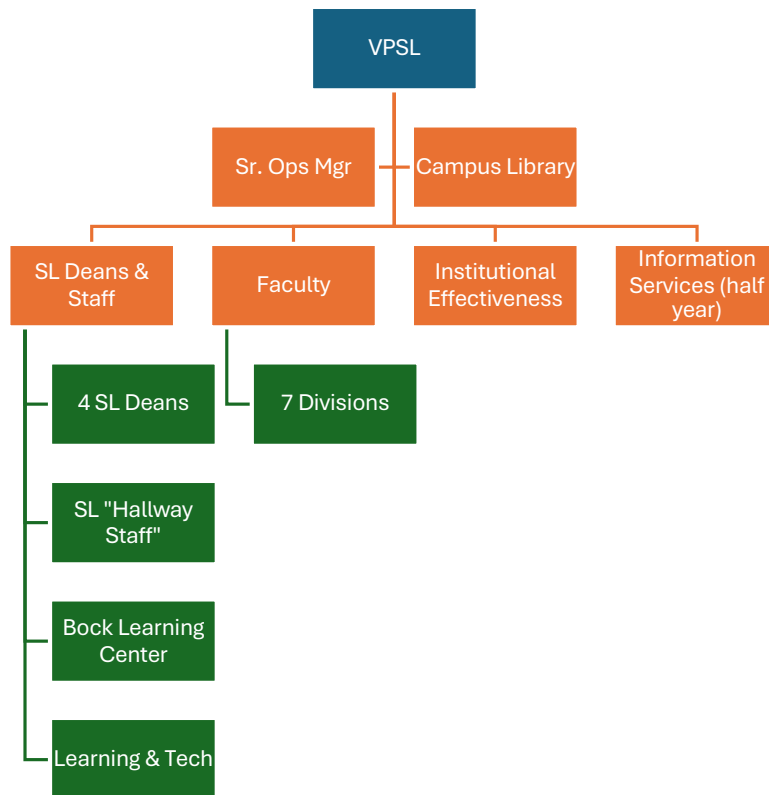 VPSL
Sr. Ops Mgr
Campus Library
SL Deans &
Staff
Faculty
Institutional
Effectiveness
Information
Services (half
year)
4 SL Deans
7 Divisions
SL "Hallway
Staff"
Bock Learning
Center
Learning & Tech